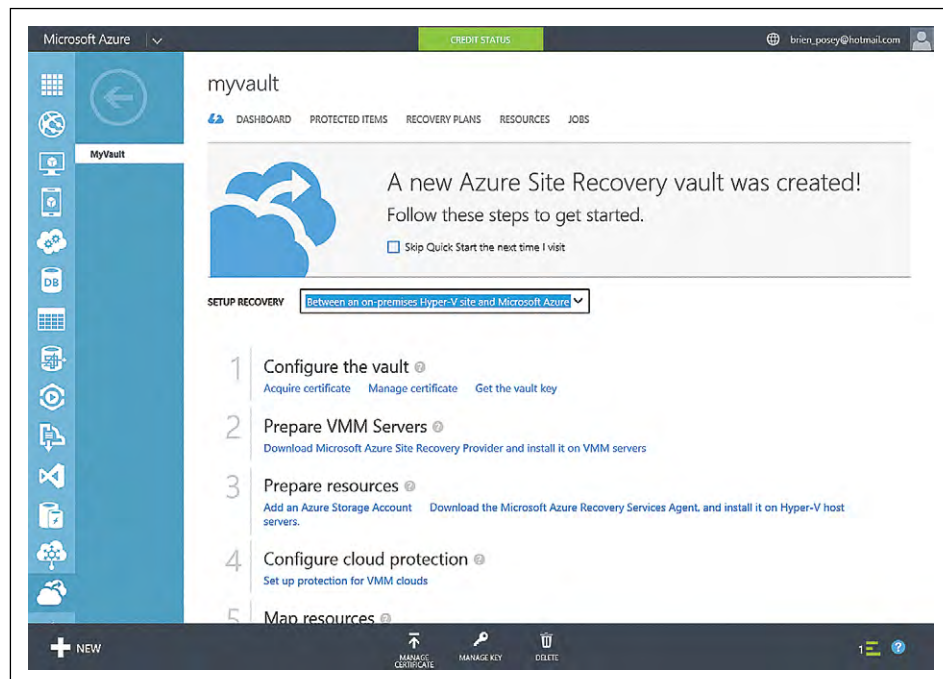 Microsoft Azure
CREDIT STATUS
brien_posey@hotmail.com
myvault
DASHBOARD PROTECTED ITEMS RECOVERY PLANS RESOURCES JOBS
MyVault
A new Azure Site Recovery vault was created!
Follow these steps to get started.
Skip Quick Start the next time I visit
SETUP RECOVERY Between an on-premises Hyper-V site and Microsoft Azure
DB
1 Configure the vault ?
Acquire certificate Manage certificate Get the vault key
2 Prepare VMM Servers ?
Download Microsoft Azure Site Recovery Provider and install it on VMM servers
3 Prepare resources ?
Add an Azure Storage Account Download the Microsoft Azure Recovery Services Agent, and install it on Hyper-V host
servers.
4 Configure cloud protection ?
Set up protection for VMM clouds
5 Map resources ?
NEW
MANAGE
CERTIFICATE
MANAGE KEY
DELETE
1
?